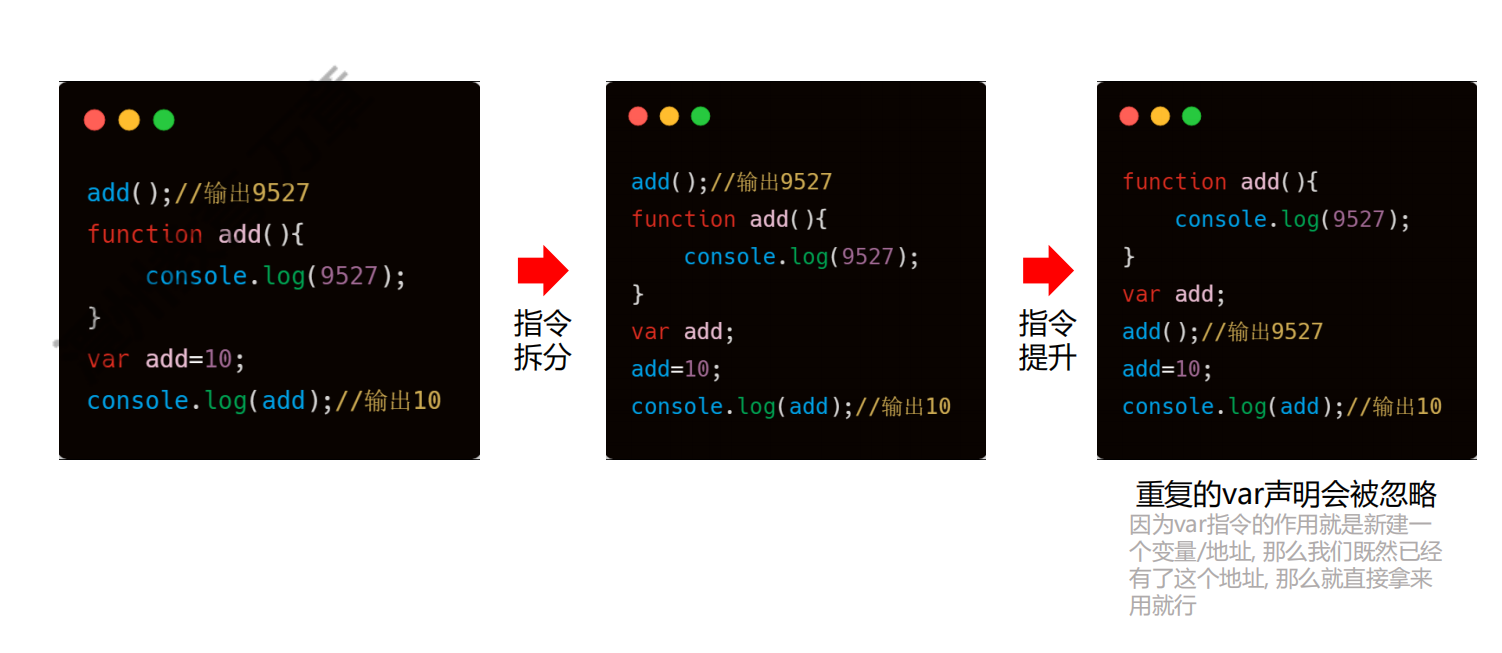 add();//输出9527
function add(){
    console.log(9527);
}
var add=10;
console.log(add);//输出10
指令
拆分
add();//输出9527
function add(){
    console.log(9527);
}
var add;
add=10;
console.log(add);//输出10
指令
提升
function add(){
    console.log(9527);
}
var add;
add();//输出9527
add=10;
console.log(add);//输出10
重复的var声明会被忽略
因为var指令的作用就是新建一
个变量/地址, 那么我们既然已经
有了这个地址, 那么就直接拿来
用就行